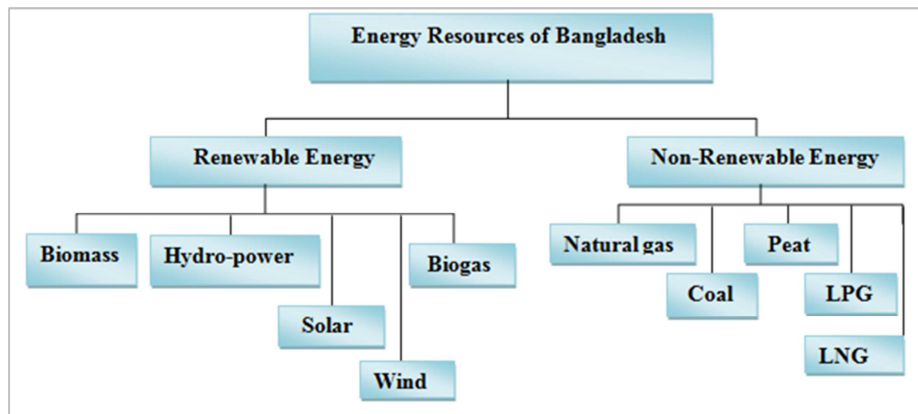 Energy Resources of Bangladesh
Renewable Energy
Non-Renewable Energy
Biomass
Hydro-power
Solar
Wind
Biogas
Natural gas
Coal
Peat
LPG
LNG